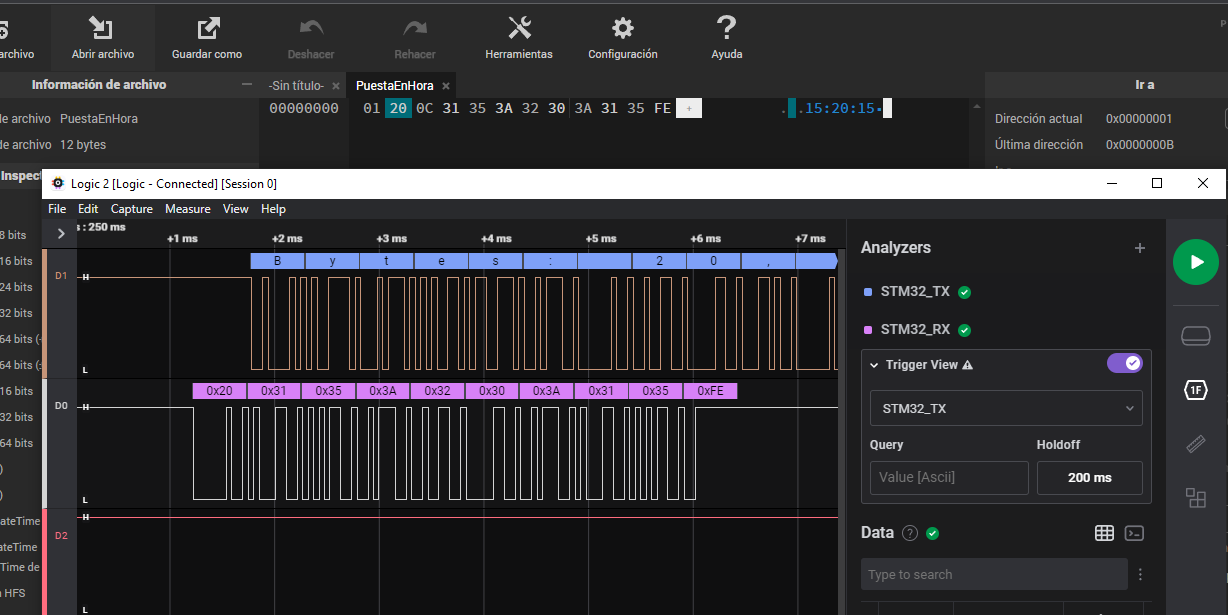 archivo
Abrir archivo
Guardar como
Deshacer
Rehacer
Herramientas
Configuración
Ayuda
Información de archivo
-Sin título- ×
PuestaEnHora ×
Ir a
00000000 01 20 0C 31 35 3A 32 30 3A 31 35 FE + . .15:20:15.
de archivo PuestaEnHora
de archivo 12 bytes
Dirección actual 0x00000001
Última dirección 0x0000000B
Inspect
Logic 2 [Logic - Connected] [Session 0]
File Edit Capture Measure View Help
s : 250 ms
+1 ms +2 ms +3 ms +4 ms +5 ms +6 ms +7 ms
8 bits
16 bits
24 bits
32 bits
64 bits (-
64 bits (:
16 bits
32 bits
64 bits
)
)
ateTime
ateTime
Time de
HFS
D1 H L
B y t e s : 2 0 ,
D0 H L
0x20 0x31 0x35 0x3A 0x32 0x30 0x3A 0x31 0x35 0xFE
D2 H L
Analyzers +
STM32_TX
STM32_RX
Trigger View
STM32_TX
Query Holdoff
Value [Ascii] 200 ms
Data ?
Type to search
1F